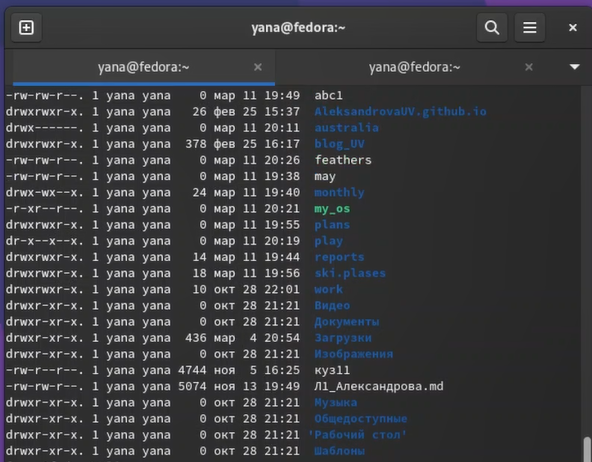 yana@fedora:~
yana@fedora:~ × yana@fedora:~ ×
-rw-rw-r--. 1 yana yana 0 мар 11 19:49 abc1
drwxrwxr-x. 1 yana yana 26 фев 25 15:37 AleksandrovaUV.github.io
drwx------. 1 yana yana 0 мар 11 20:11 australia
drwxrwxr-x. 1 yana yana 378 фев 25 16:17 blog_UV
-rw-rw-r--. 1 yana yana 0 мар 11 20:26 feathers
-rw-rw-r--. 1 yana yana 0 мар 11 19:38 may
drwx-wx--x. 1 yana yana 24 мар 11 19:40 monthly
-r-xr--r--. 1 yana yana 0 мар 11 20:21 my_os
drwxrwxr-x. 1 yana yana 0 мар 11 19:55 plans
dr-x--x--x. 1 yana yana 0 мар 11 20:19 play
drwxrwxr-x. 1 yana yana 14 мар 11 19:44 reports
drwxrwxr-x. 1 yana yana 18 мар 11 19:56 ski.plases
drwxrwxr-x. 1 yana yana 10 окт 28 22:01 work
drwxr-xr-x. 1 yana yana 0 окт 28 21:21 Видео
drwxr-xr-x. 1 yana yana 0 окт 28 21:21 Документы
drwxr-xr-x. 1 yana yana 436 мар 4 20:54 Загрузки
drwxr-xr-x. 1 yana yana 0 окт 28 21:21 Изображения
-rw-r--r--. 1 yana yana 4744 ноя 5 16:25 куз11
-rw-rw-r--. 1 yana yana 5074 ноя 13 19:49 Л1_Александрова.md
drwxr-xr-x. 1 yana yana 0 окт 28 21:21 Музыка
drwxr-xr-x. 1 yana yana 0 окт 28 21:21 Общедоступные
drwxr-xr-x. 1 yana yana 0 окт 28 21:21 'Рабочий стол'
drwxr-xr-x. 1 yana yana 0 окт 28 21:21 Шаблоны